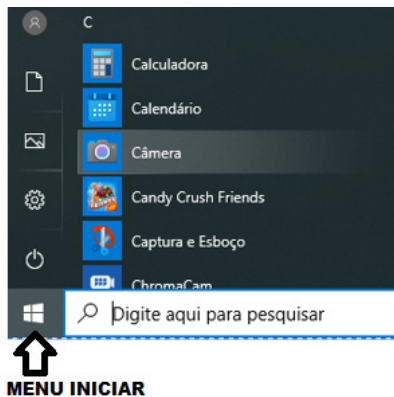 C
Calculadora
Calendário
Câmera
Candy Crush Friends
Captura e Esboço
ChromaCam
Digite aqui para pesquisar
MENU INICIAR